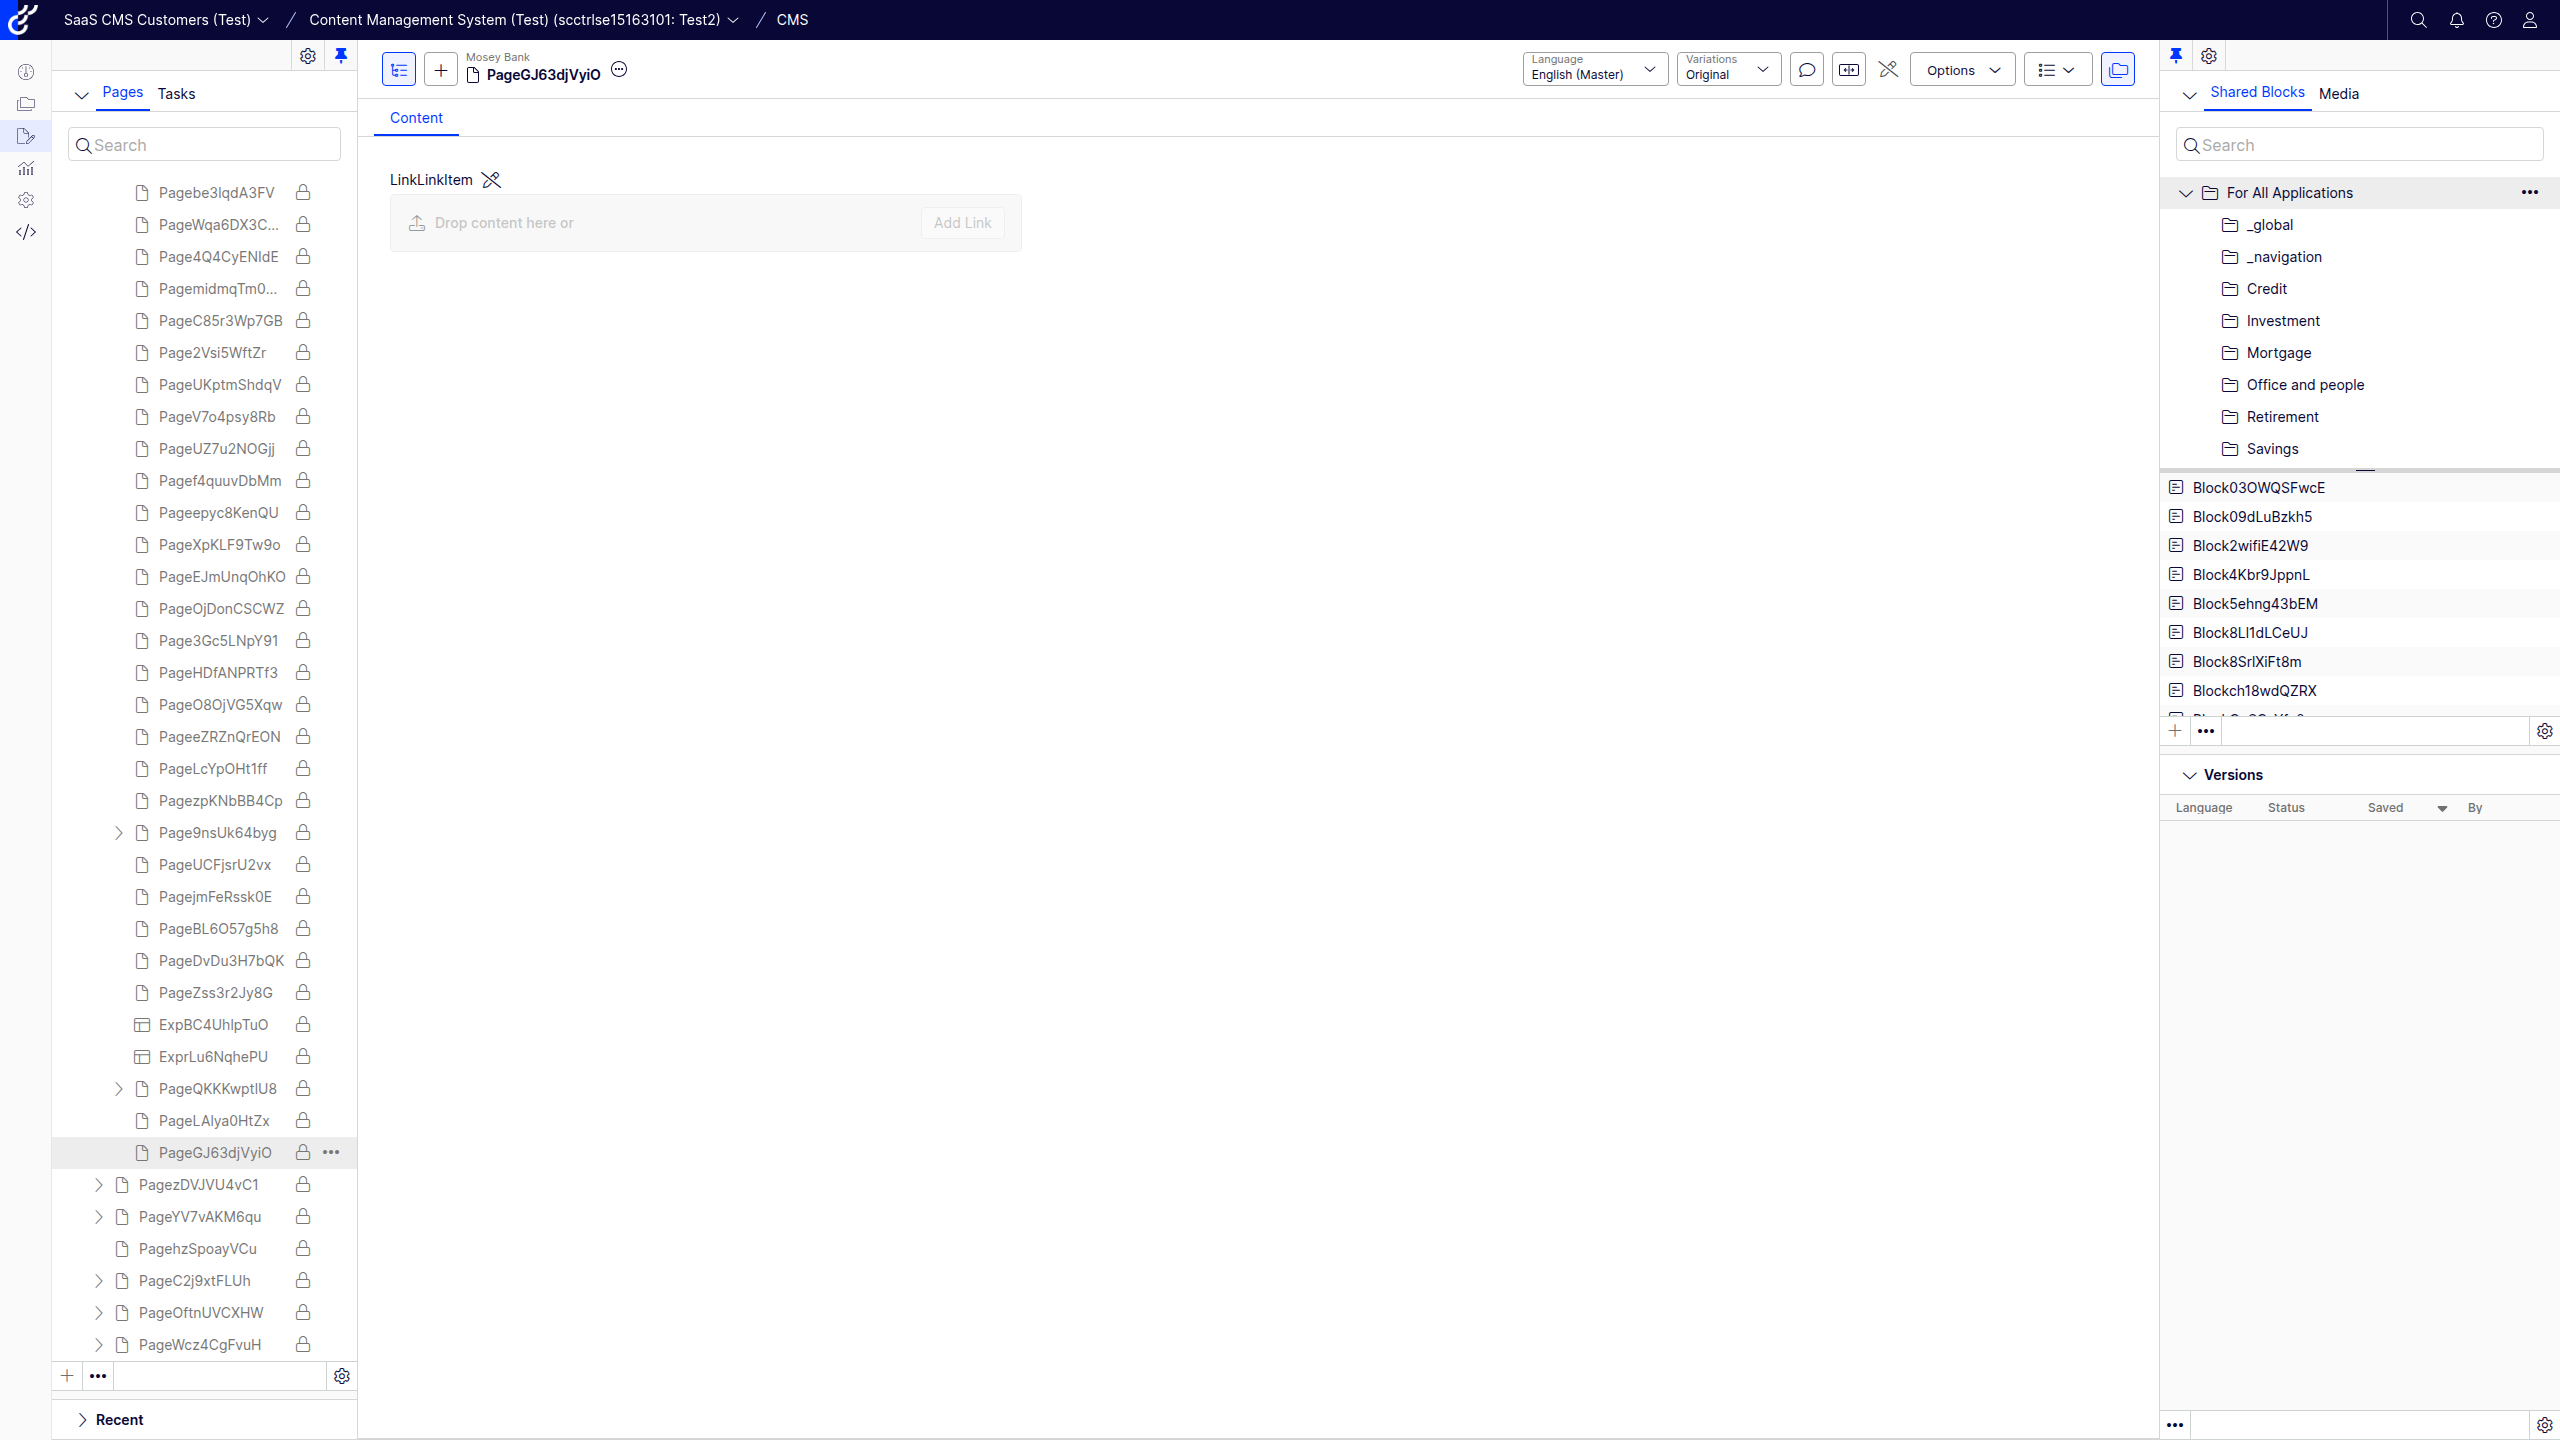 SaaS CMS Customers (Test) / Content Management System (Test) (scctrlse15163101: Test2) / CMS
Pages Tasks
Search
Pagebe3lqdA3FV
PageWqa6DX3C...
Page4Q4CyENIdE
PagemidmqTm0...
PageC85r3Wp7GB
Page2Vsi5WftZr
PageUKptmShdqV
PageV7o4psy8Rb
PageUZ7u2NOGjj
Pagef4quuvDbMm
Pageepyc8KenQU
PageXpKLF9Tw9o
PageEJmUnqOhKO
PageOjDonCSCWZ
Page3Gc5LNpY91
PageHDfANPRTf3
PageO8OjVG5Xqw
PageeZRZnQrEON
PageLcYpOHt1ff
PagezpKNbBB4Cp
Page9nsUk64byg
PageUCFjsrU2vx
PagejmFeRssk0E
PageBL6O57g5h8
PageDvDu3H7bQK
PageZss3r2Jy8G
ExpBC4UhlpTuO
ExprLu6NqhePU
PageQKKKwptIU8
PageLAlya0HtZx
PageGJ63djVyiO
PagezDVJVU4vC1
PageYV7vAKM6qu
PagehzSpoayVCu
PageC2j9xtFLUh
PageOftnUVCXHW
PageWcz4CgFvuH
Recent
Mosey Bank
PageGJ63djVyiO
Language
English (Master)
Variations
Original
Options
Content
LinkLinkItem
Drop content here or
Add Link
Shared Blocks Media
Search
For All Applications
_global
_navigation
Credit
Investment
Mortgage
Office and people
Retirement
Savings
Block03OWQSFwcE
Block09dLuBzkh5
Block2wifiE42W9
Block4Kbr9JppnL
Block5ehng43bEM
Block8Ll1dLCeUJ
Block8SrlXiFt8m
Blockch18wdQZRX
Versions
Language Status Saved By